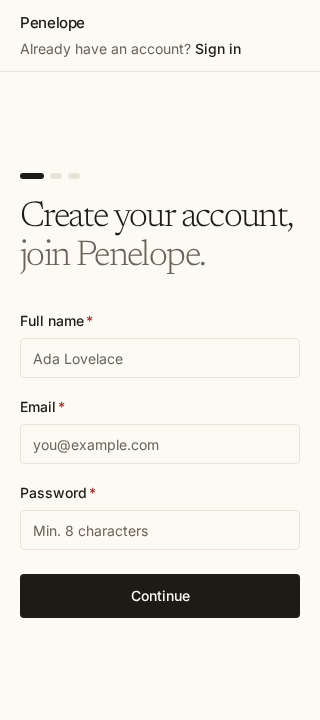 Penelope
Already have an account? Sign in
Create your account,
join Penelope.
Full name*
Ada Lovelace
Email*
you@example.com
Password*
Min. 8 characters
Continue